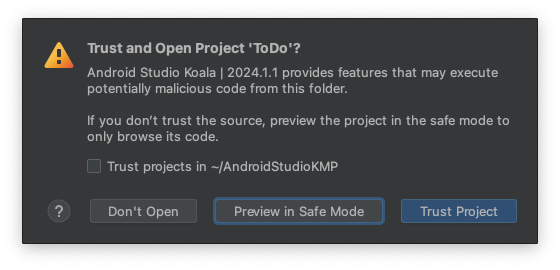 Trust and Open Project 'ToDo'?
Android Studio Koala | 2024.1.1 provides features that may execute
potentially malicious code from this folder.
If you don’t trust the source, preview the project in the safe mode to
only browse its code.
Trust projects in ~/AndroidStudioKMP
?
Don't Open
Preview in Safe Mode
Trust Project